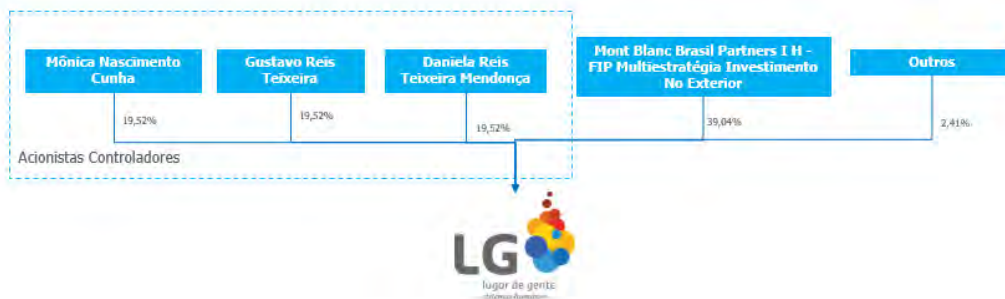 Mônica Nascimento
Cunha
Gustavo Reis
Teixeira
Daniela Reis
Teixeira Mendonça
Mont Blanc Brasil Partners I H -
FIP Multiestratégia Investimento
No Exterior
Outros
19,52%
19,52%
19,52%
39,04%
2,41%
Acionistas Controladores
LG
lugar de gente